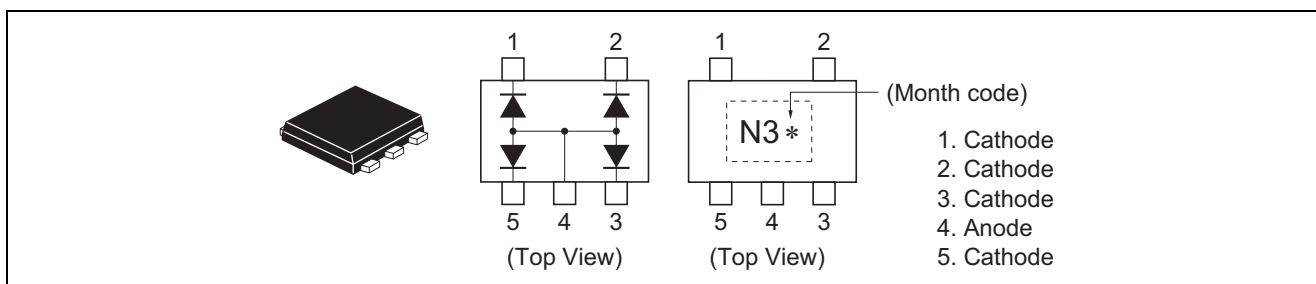 1 2
5 4 3
(Top View)
1 2
N3*
5 4 3
(Top View)
(Month code)
1. Cathode
2. Cathode
3. Cathode
4. Anode
5. Cathode